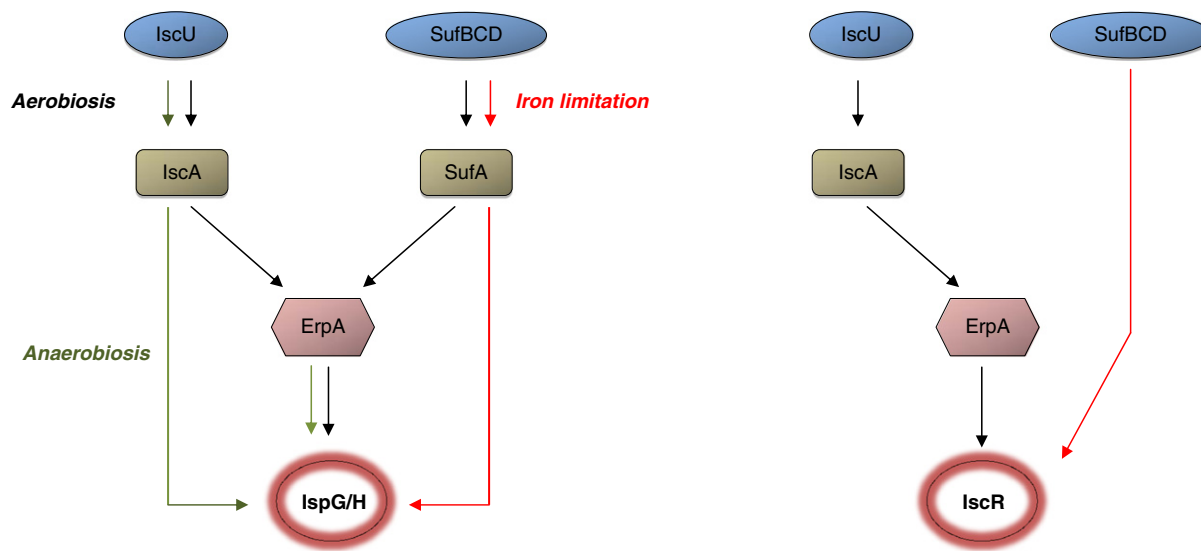 IscU
SufBCD
Aerobiosis
Iron limitation
IscA
SufA
ErpA
Anaerobiosis
IspG/H
IscU
SufBCD
IscA
ErpA
IscR